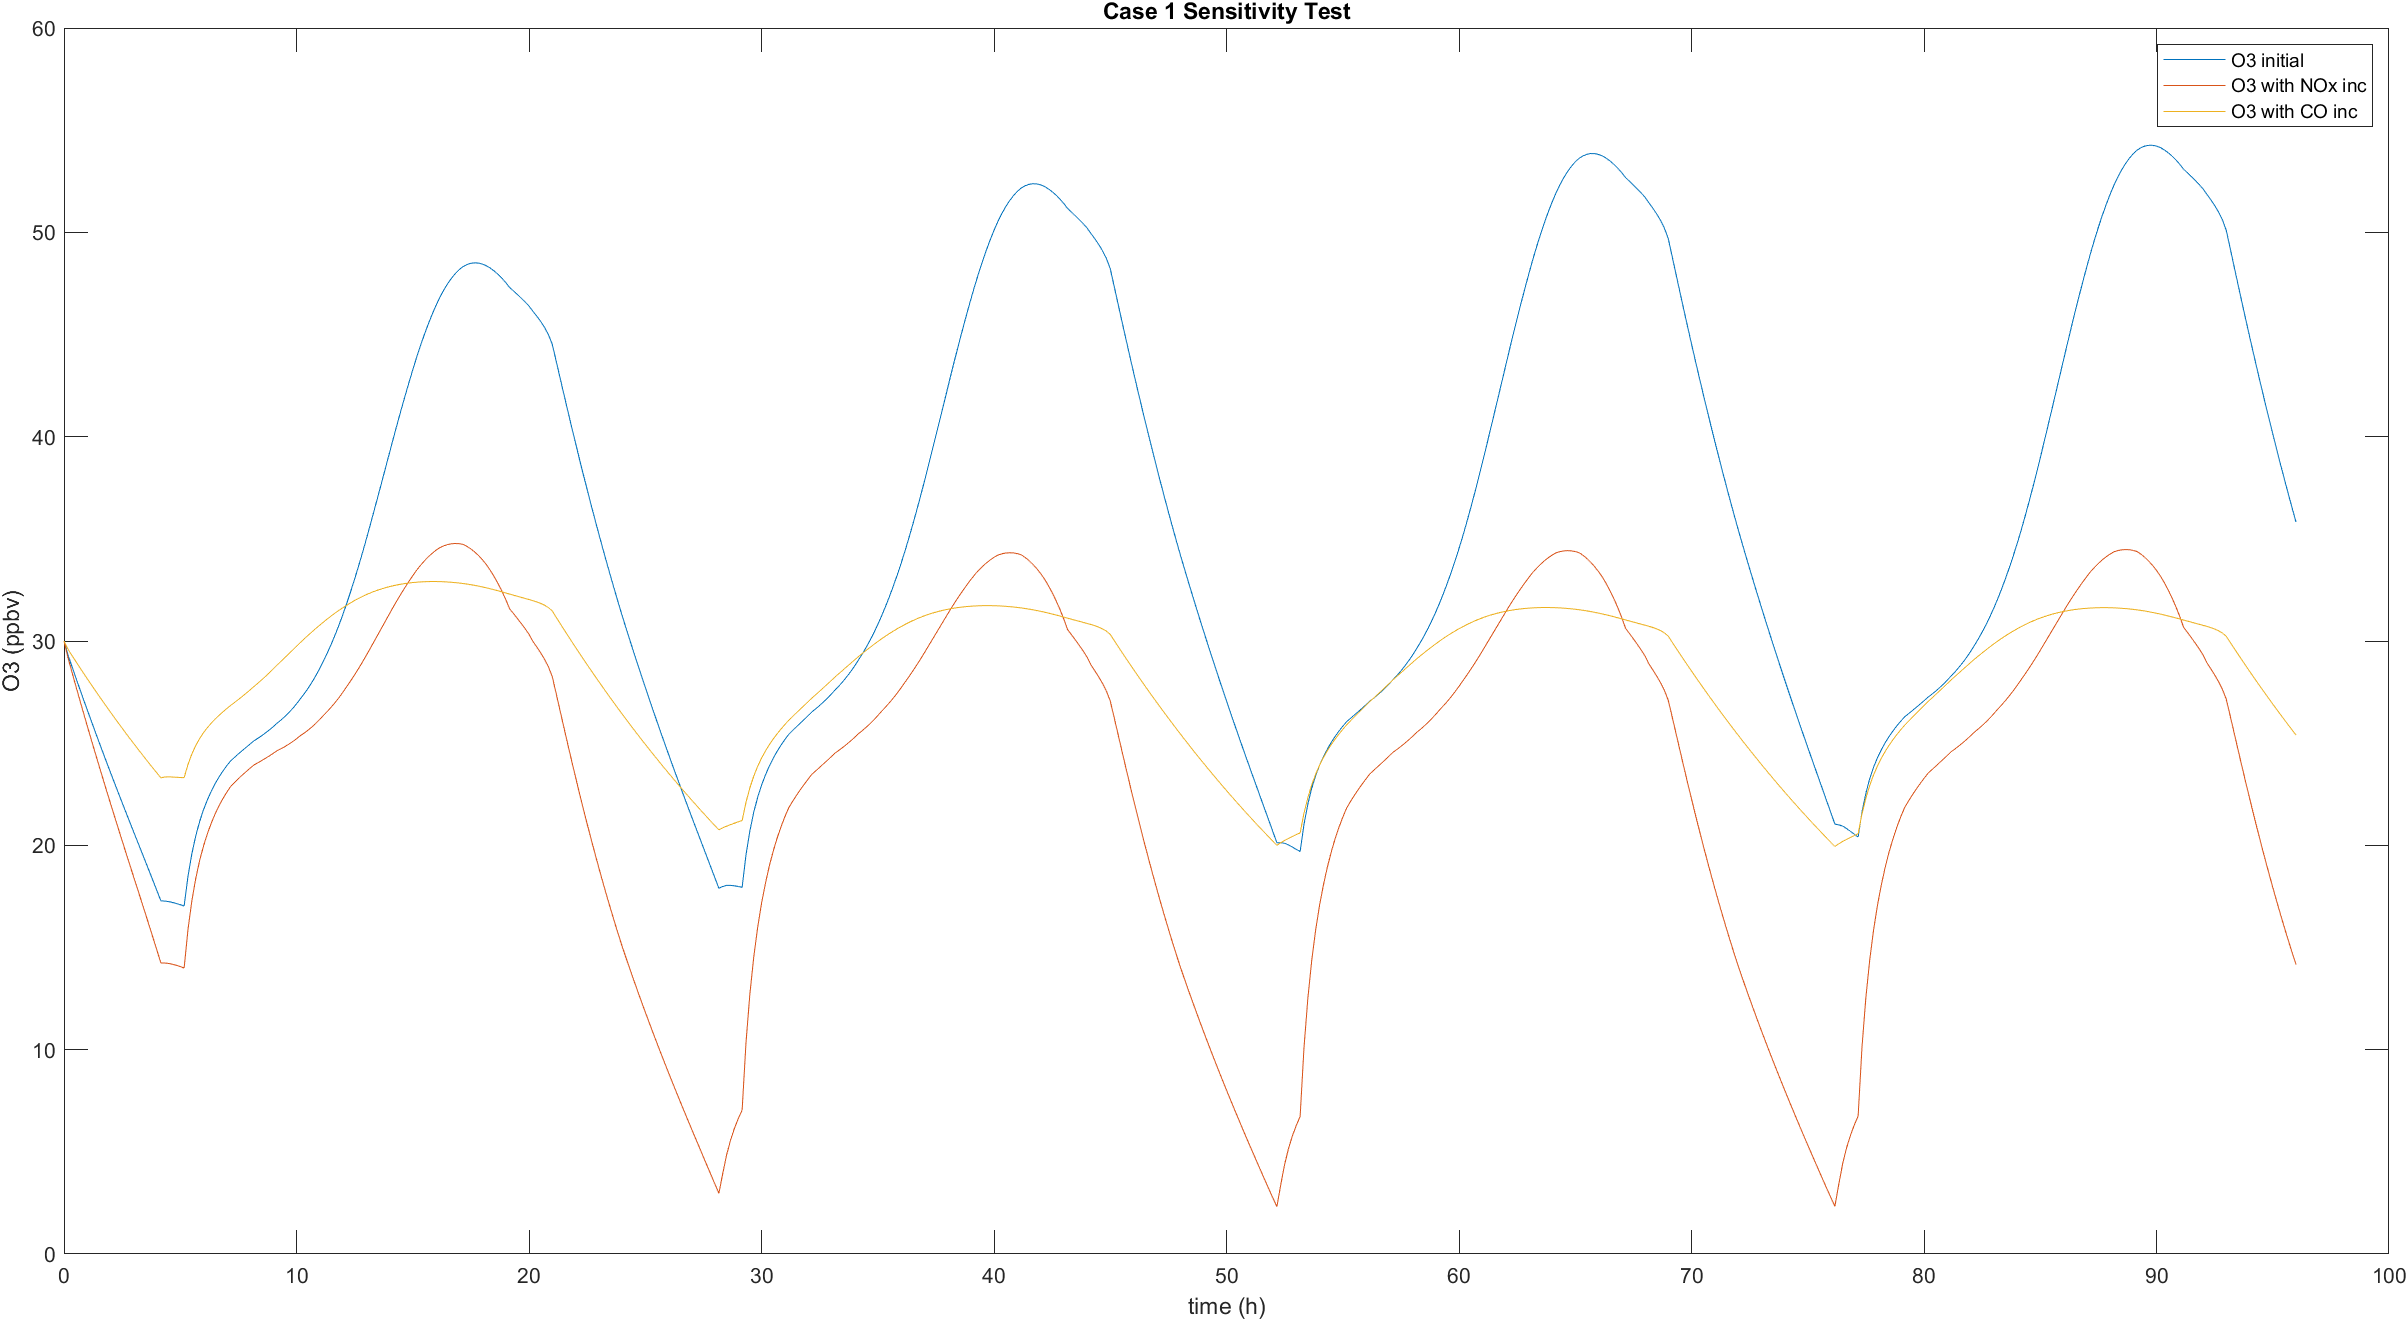 Case 1 Sensitivity Test
60
50
40
30
20
10
0
O3 (ppbv)
O3 initial
O3 with NOx inc
O3 with CO inc
0 10 20 30 40 50 60 70 80 90 100
time (h)